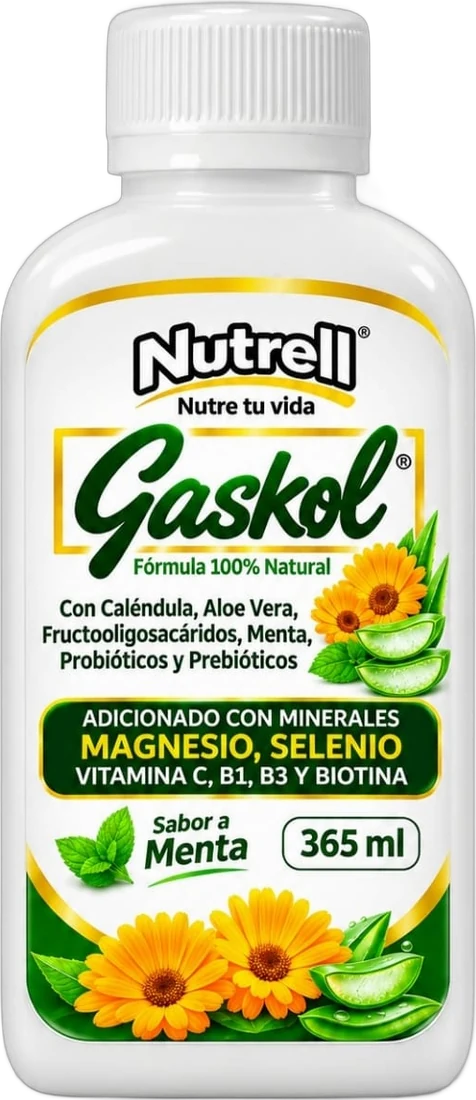 Nutrell®
Nutre tu vida
Gaskol®
Fórmula 100% Natural
Con Caléndula, Aloe Vera,
Fructooligosacáridos, Menta,
Probióticos y Prebióticos
ADICIONADO CON MINERALES
MAGNESIO, SELENIO
VITAMINA C, B1, B3 Y BIOTINA
Sabor a
Menta
365 ml